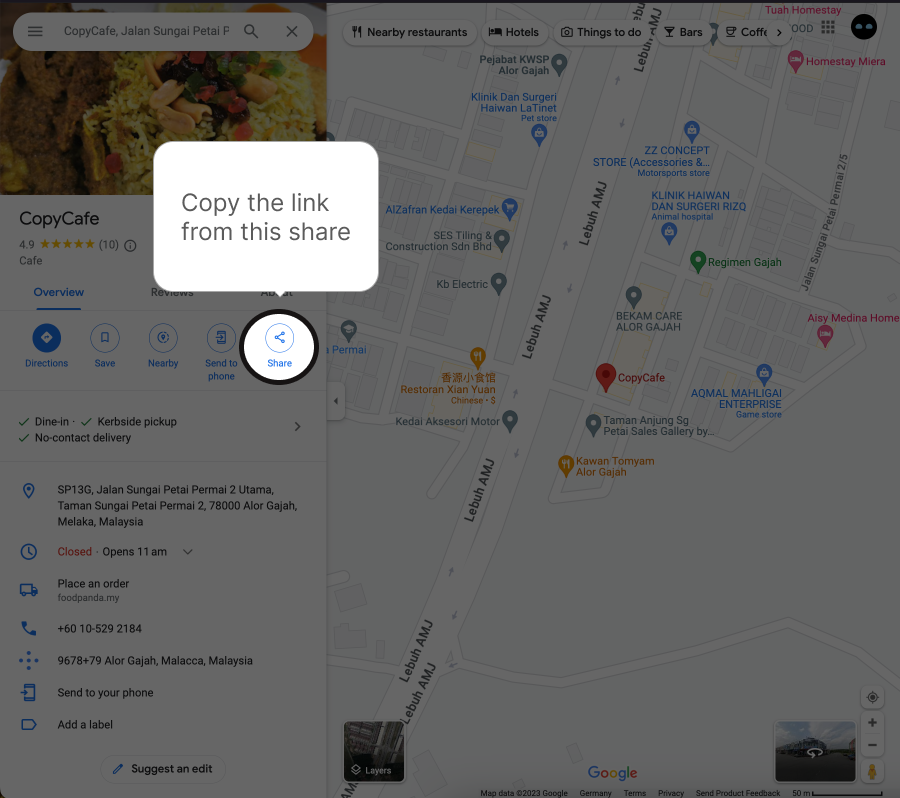 CopyCafe, Jalan Sungai Petai P
Nearby restaurants
Hotels
Things to do
Bars
Coffe
OOD
Tuah Homestay
Homestay Miera
Pejabat KWSP
Alor Gajah
Klinik Dan Surgeri
Haiwan LaTinet
Pet store
ZZ CONCEPT
STORE (Accessories &...
Motorsports store
Lebuh AMJ
Jalan Sungai Petai Permai 2/5
Copy the link
from this share
CopyCafe
4.9 (10)
Cafe
Overview
Reviews
About
AlZafran Kedai Kerepek
KLINIK HAIWAN
DAN SURGERI RIZQ
Animal hospital
Lebuh AMJ
SES Tiling &
Construction Sdn Bhd
Regimen Gajah
Kb Electric
BEKAM CARE
ALOR GAJAH
Aisy Medina Home
Lebuh AMJ
a Permai
Directions
Save
Nearby
Send to
phone
Share
香源小食馆
Restoran Xian Yuan
Chinese • $
CopyCafe
AQMAL MAHLIGAI
ENTERPRISE
Game store
Kedai Aksesori Motor
Taman Anjung Sg
Petai Sales Gallery by...
Kawan Tomyam
Alor Gajah
Lebuh AMJ
Dine-in · Kerbside pickup
No-contact delivery
SP13G, Jalan Sungai Petai Permai 2 Utama,
Taman Sungai Petai Permai 2, 78000 Alor Gajah,
Melaka, Malaysia
Closed · Opens 11 am
Place an order
foodpanda.my
+60 10-529 2184
9678+79 Alor Gajah, Malacca, Malaysia
Send to your phone
Add a label
Suggest an edit
Lebuh AMJ
Lebuh AMJ
AMJ
Layers
Google
Map data ©2023 Google
Germany
Terms
Privacy
Send Product Feedback
50 m